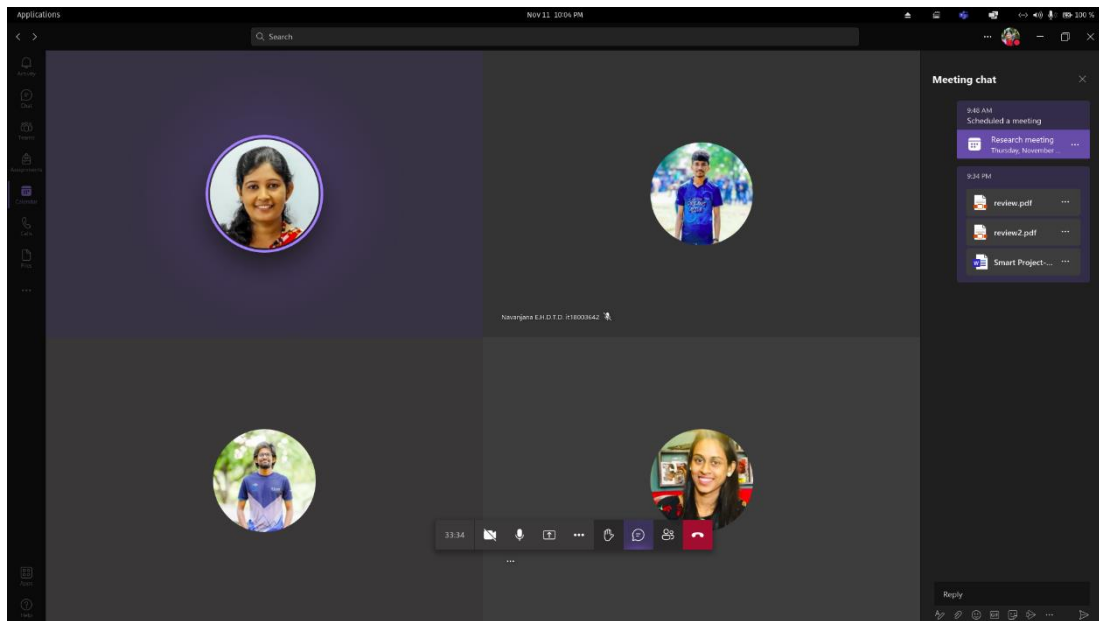 Applications
Nov 11 10:04 PM
100 %
Search
Activity
Chat
Teams
Assignments
Calendar
Calls
Files
Meeting chat
9:48 AM
Scheduled a meeting
Research meeting
Thursday, November ...
9:34 PM
review.pdf
review2.pdf
Smart Project-...
Navanjana E.H.D.T.D. it18003642
33:34
Apps
Help
Reply